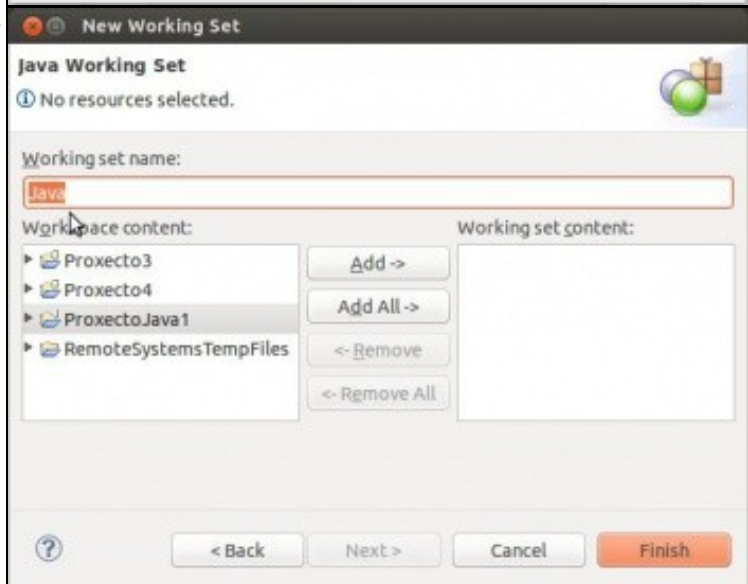 New Working Set
Java Working Set
No resources selected.
Working set name:
Java
Workspace content:
Working set content:
Proxecto3
Proxecto4
ProxectoJava1
RemoteSystemsTempFiles
Add ->
Add All ->
<- Remove
<- Remove All
?
< Back
Next >
Cancel
Finish